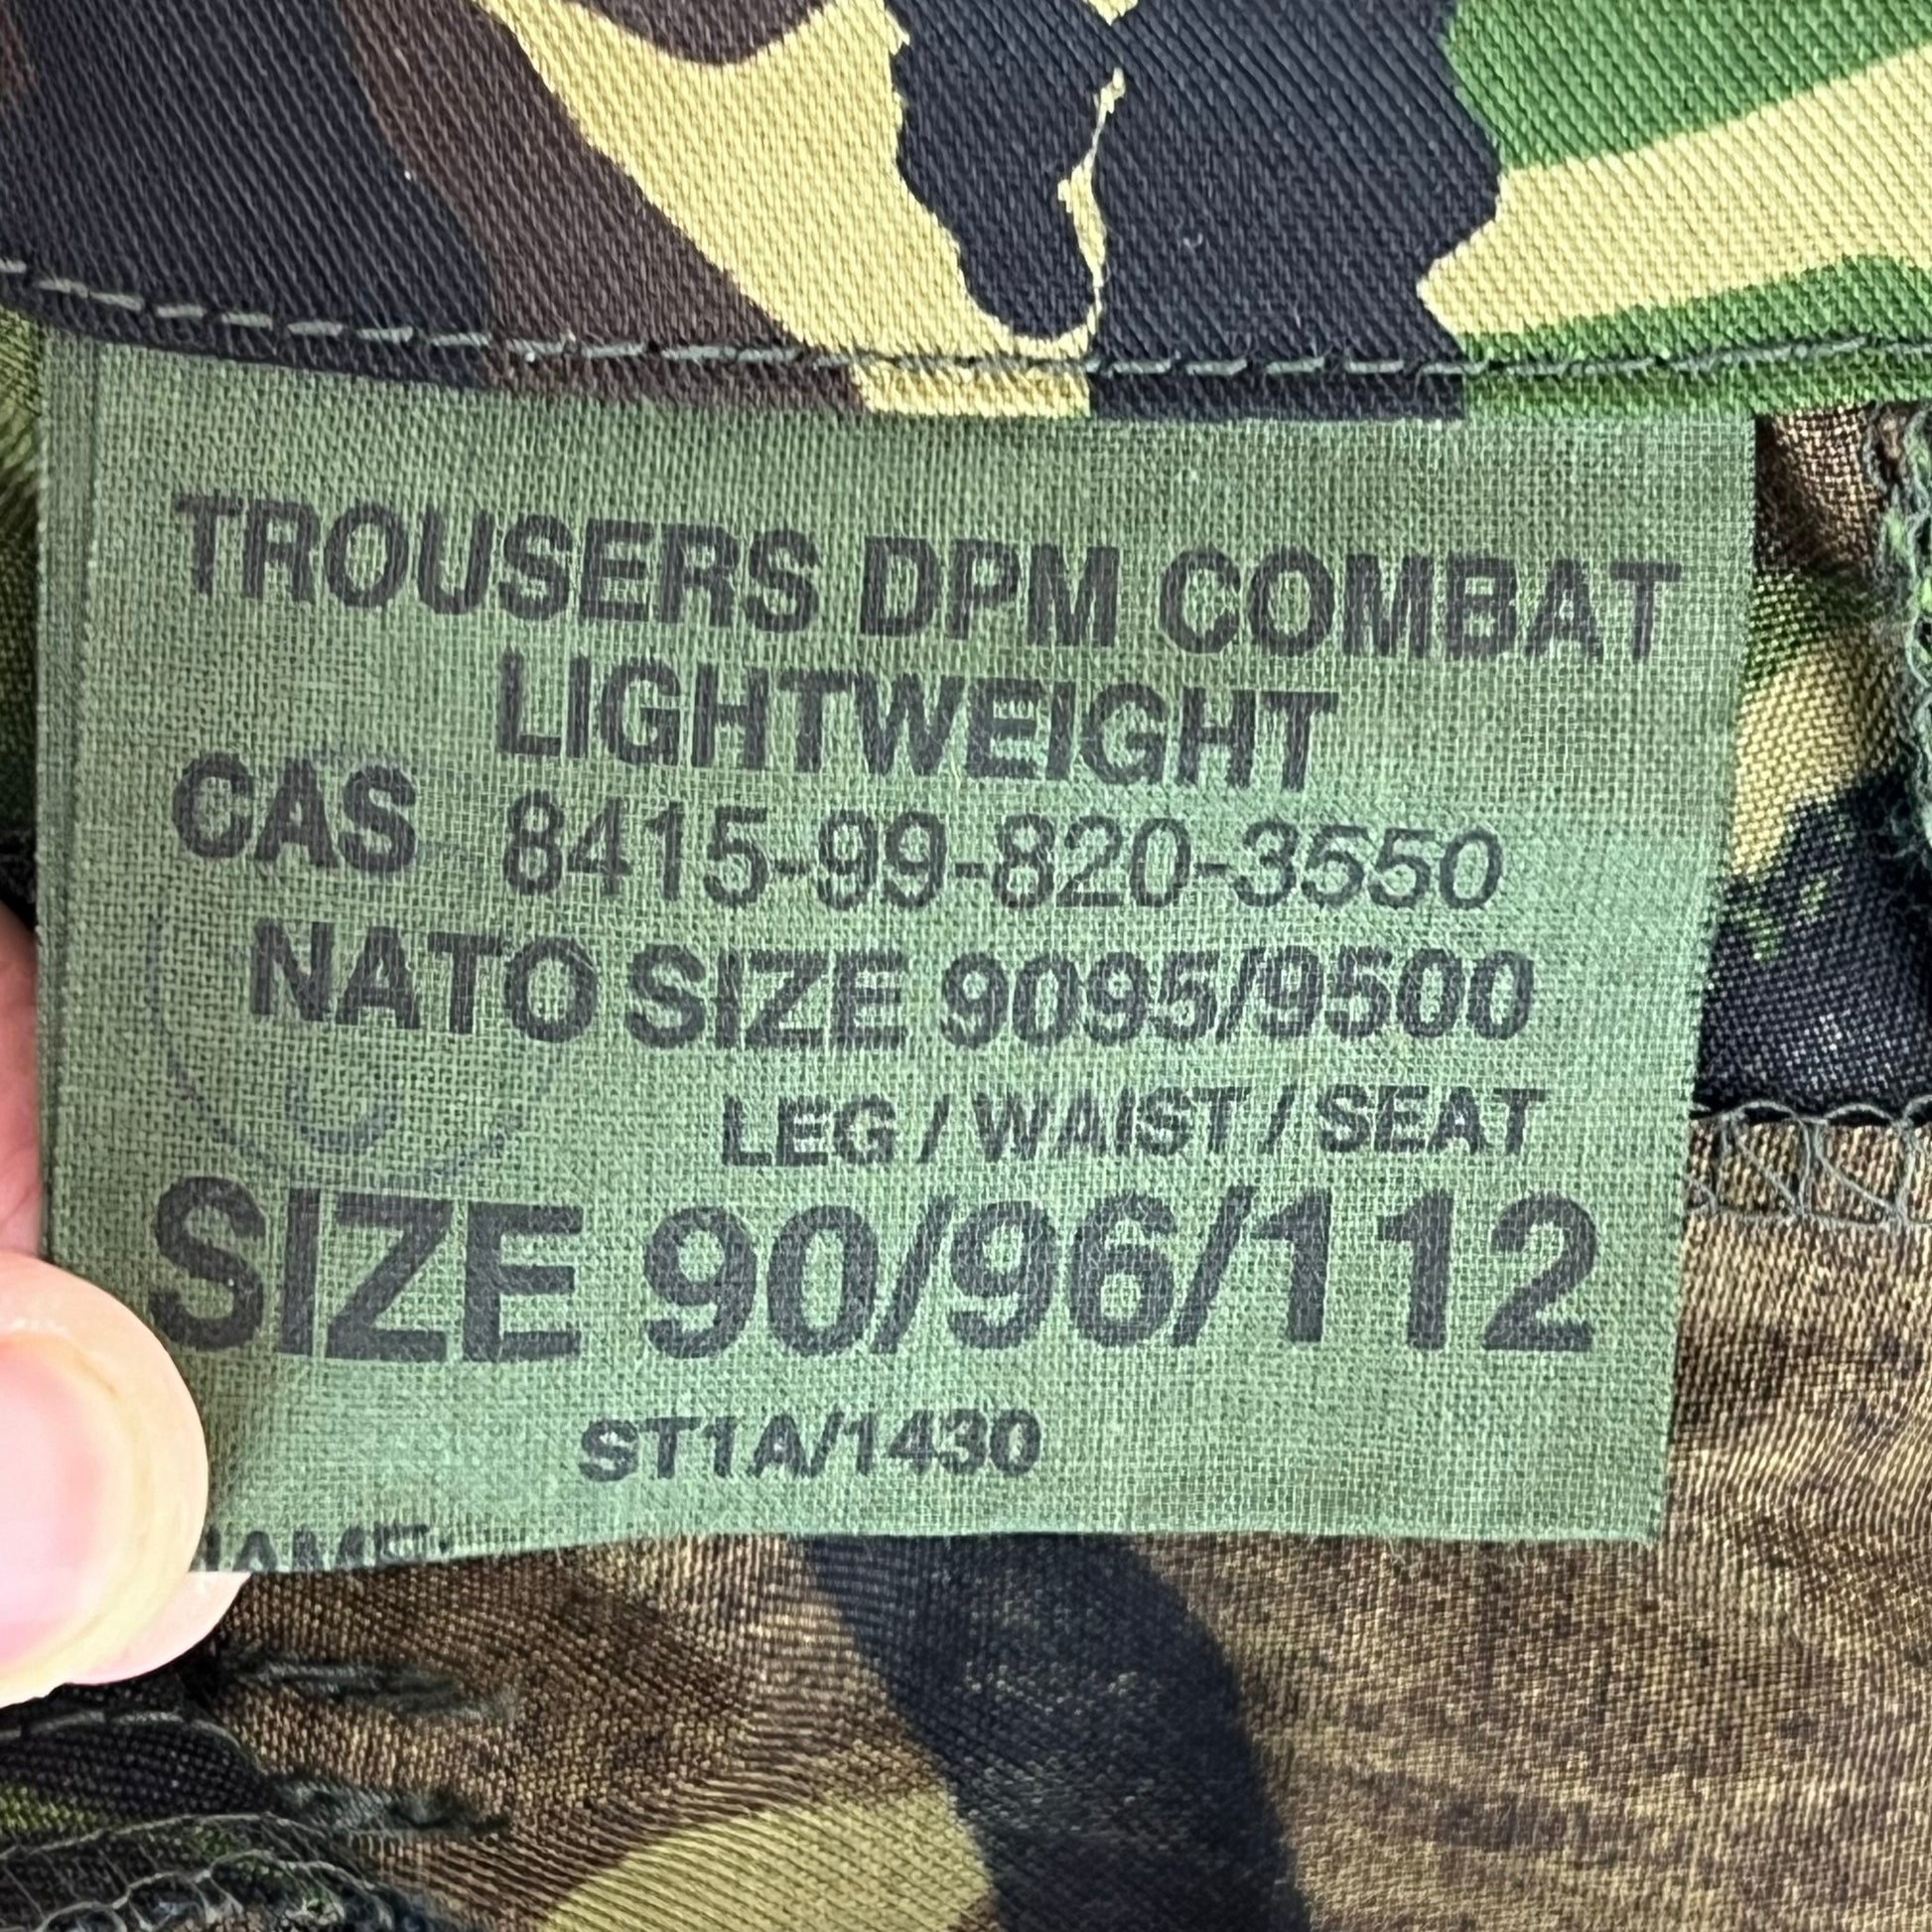 TROUSERS DPM COMBAT
LIGHTWEIGHT
CAS 8415-99-820-3550
NATO SIZE 9095/9500
LEG / WAIST / SEAT
SIZE 90/96/112
ST1A/1430
NAME: